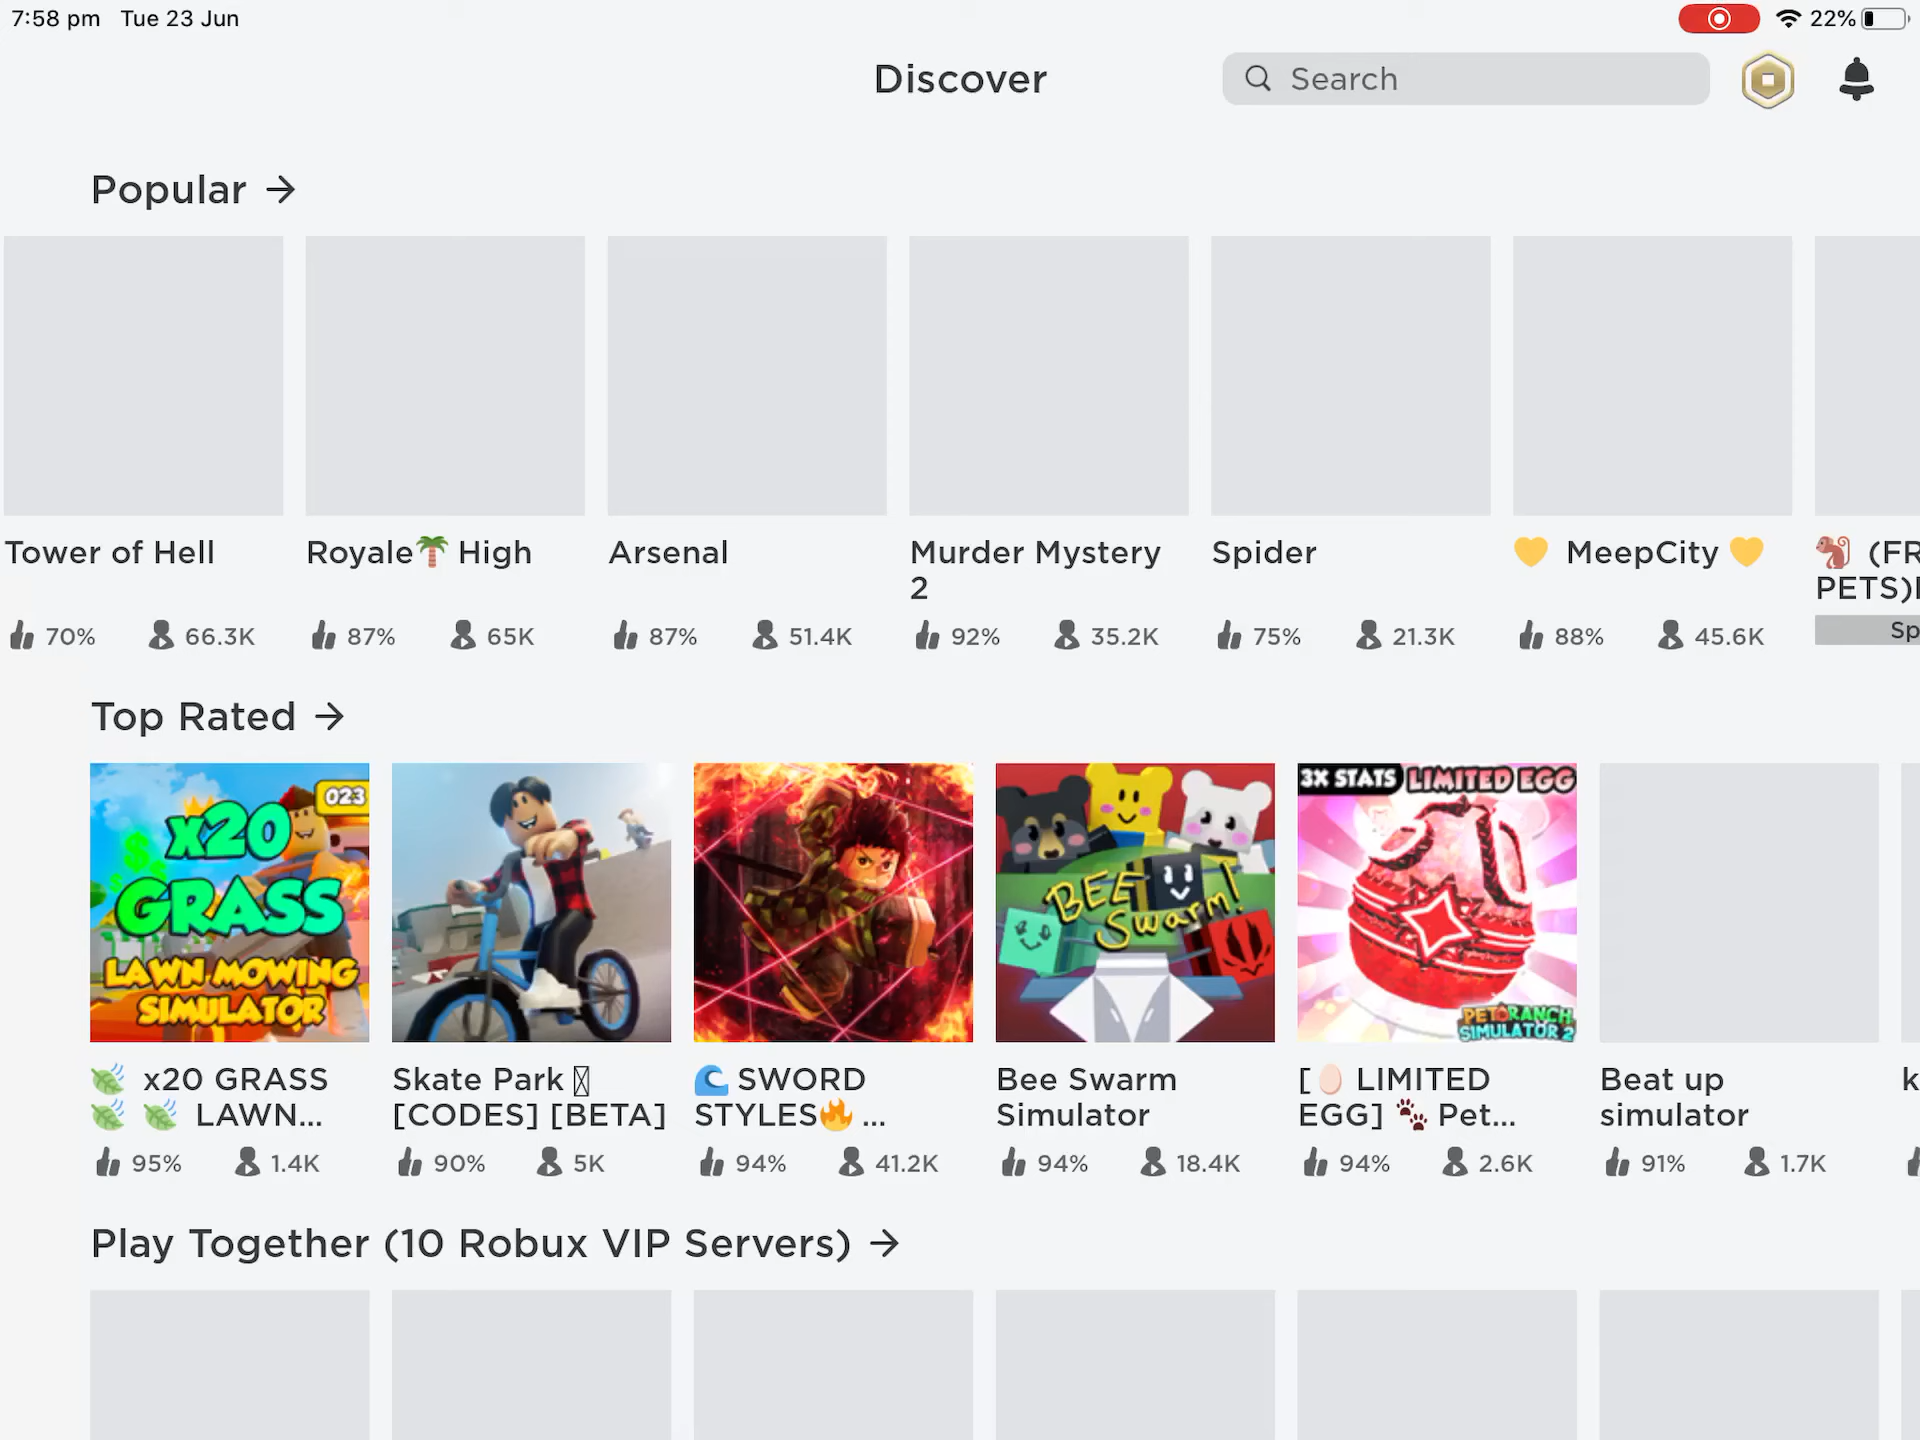 7:58 pm Tue 23 Jun
22%
Discover
Search
Popular →
Tower of Hell
70% 66.3K
Royale🌴 High
87% 65K
Arsenal
87% 51.4K
Murder Mystery
2
92% 35.2K
Spider
75% 21.3K
💛 MeepCity 💛
88% 45.6K
🐒 (FR
PETS)
Sp
Top Rated →
023
x20
GRASS
LAWN MOWING
SIMULATOR
🍃 x20 GRASS
🍃 🍃 LAWN...
95% 1.4K
Skate Park
[CODES] [BETA]
90% 5K
🌊 SWORD
STYLES🔥 ...
94% 41.2K
BEE
Swarm!
Bee Swarm
Simulator
94% 18.4K
3X STATS LIMITED EGG
PET RANCH
SIMULATOR 2
[🥚 LIMITED
EGG] 🐾 Pet...
94% 2.6K
Beat up
simulator
91% 1.7K
k
Play Together (10 Robux VIP Servers) →